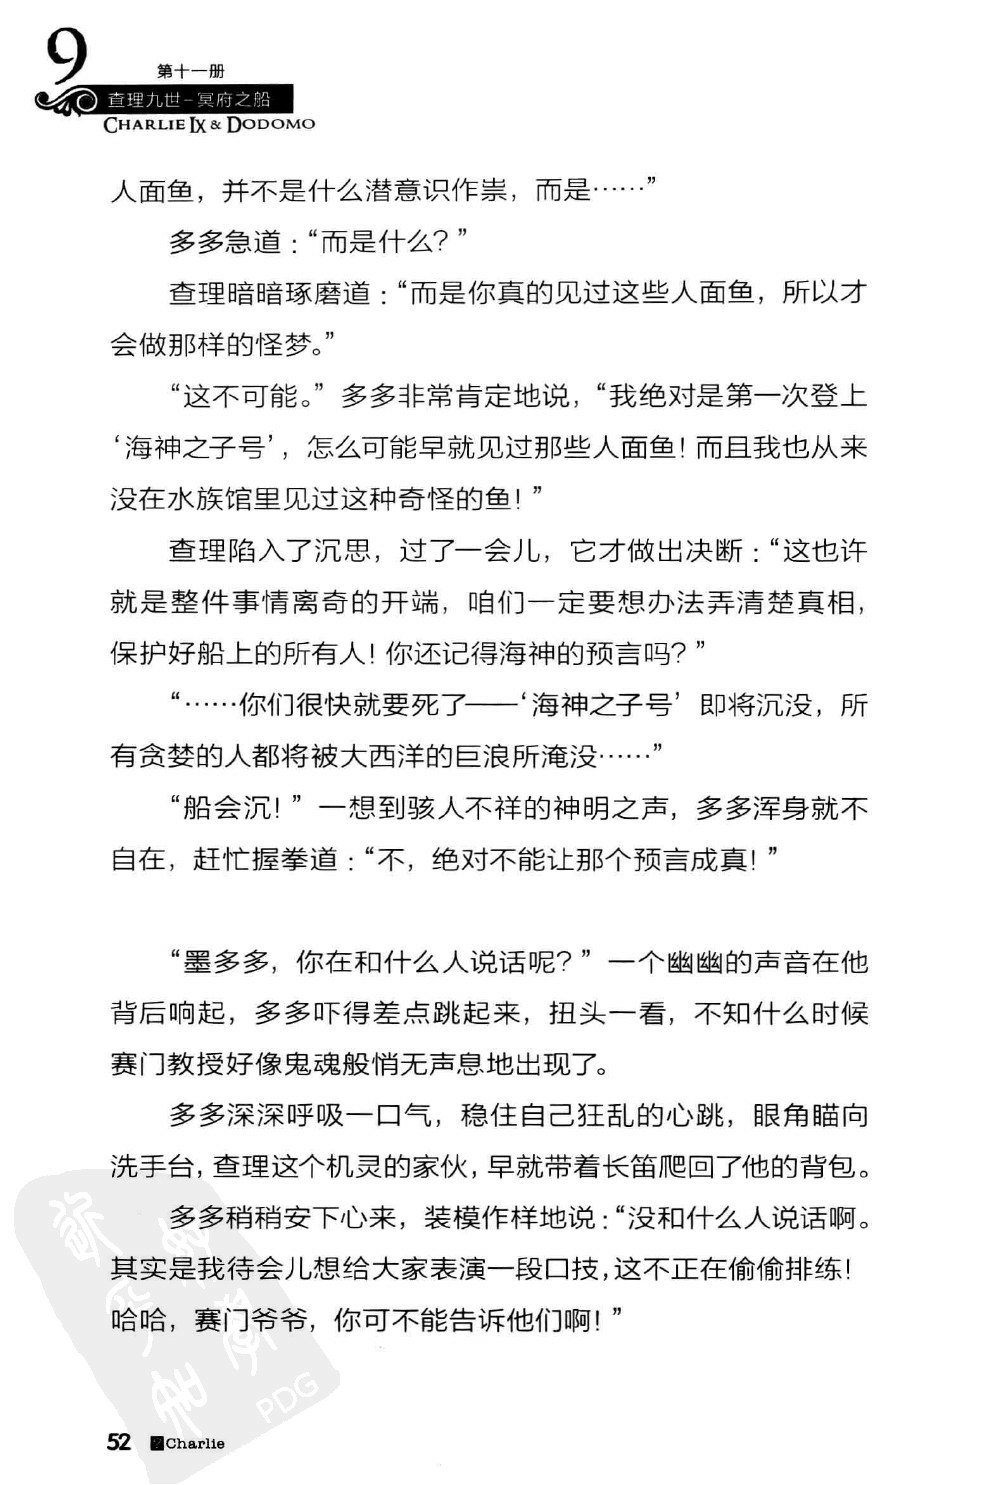 9
第十一册
查理九世-冥府之船
CHARLIE IX & DODOMO
人面鱼，并不是什么潜意识作祟，而是……”
多多急道：“而是什么？”
查理暗暗琢磨道：“而是你真的见过这些人面鱼，所以才
会做那样的怪梦。”
“这不可能。”多多非常肯定地说，“我绝对是第一次登上
‘海神之子号’，怎么可能早就见过那些人面鱼！而且我也从来
没在水族馆里见过这种奇怪的鱼！”
查理陷入了沉思，过了一会儿，它才做出决断：“这也许
就是整件事情离奇的开端，咱们一定要想办法弄清楚真相，
保护好船上的所有人！你还记得海神的预言吗？”
“……你们很快就要死了——‘海神之子号’即将沉没，所
有贪婪的人都将被大西洋的巨浪所淹没……”
“船会沉！”一想到骇人不祥的神明之声，多多浑身就不
自在，赶忙握拳道：“不，绝对不能让那个预言成真！”
“墨多多，你在和什么人说话呢？”一个幽幽的声音在他
背后响起，多多吓得差点跳起来，扭头一看，不知什么时候
赛门教授好像鬼魂般悄无声息地出现了。
多多深深呼吸一口气，稳住自己狂乱的心跳，眼角瞄向
洗手台，查理这个机灵的家伙，早就带着长笛爬回了他的背包。
多多稍稍安下心来，装模作样地说：“没和什么人说话啊。
其实是我待会儿想给大家表演一段口技，这不正在偷偷排练！
哈哈，赛门爷爷，你可不能告诉他们啊！”
PDG
52 Charlie